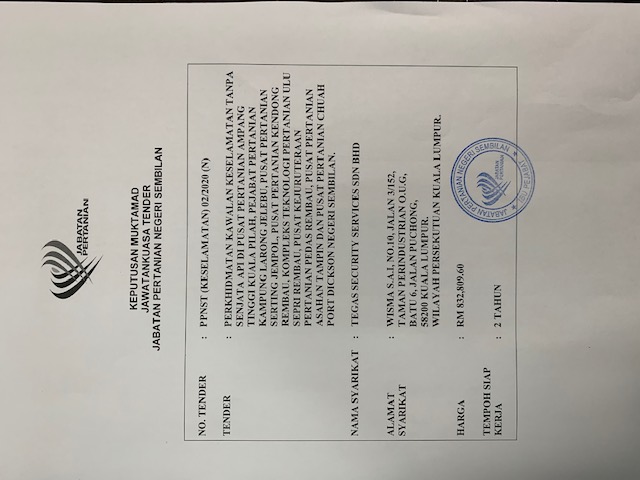 JABATAN
PERTANIAN
KEPUTUSAN MUKTAMAD
JAWATANKUASA TENDER
JABATAN PERTANIAN NEGERI SEMBILAN
NO. TENDER : PPNST (KESELAMATAN) 02/2020 (N)
TENDER : PERKHIDMATAN KAWALAN KESELAMATAN TANPA
SENJATA API DI PUSAT PERTANIAN AMPANG
TINGGI KUALA PILAH, PEJABAT PERTANIAN
KAMPUNG LARONG JELEBU, PUSAT PERTANIAN
SERTING JEMPOL, PUSAT PERTANIAN KENDONG
REMBAU, KOMPLEKS TEKNOLOGI PERTANIAN ULU
SEPRI REMBAU, PUSAT KEJURUTERAAN
PERTANIAN PEDAS REMBAU, PUSAT PERTANIAN
ASAHAN TAMPIN DAN PUSAT PERTANIAN CHUAH
PORT DICKSON NEGERI SEMBILAN.
NAMA SYARIKAT : TEGAS SECURITY SERVICES SDN BHD
ALAMAT : WISMA S.A.I, NO.10, JALAN 3/152,
SYARIKAT TAMAN PERINDUSTRIAN O.U.G,
BATU 6, JALAN PUCHONG,
58200 KUALA LUMPUR.
WILAYAH PERSEKUTUAN KUALA LUMPUR.
HARGA : RM 832,809.60
TEMPOH SIAP
KERJA : 2 TAHUN
JABATAN PERTANIAN NEGERI SEMBILAN
JABATAN
PERTANIAN
IBU PEJABAT